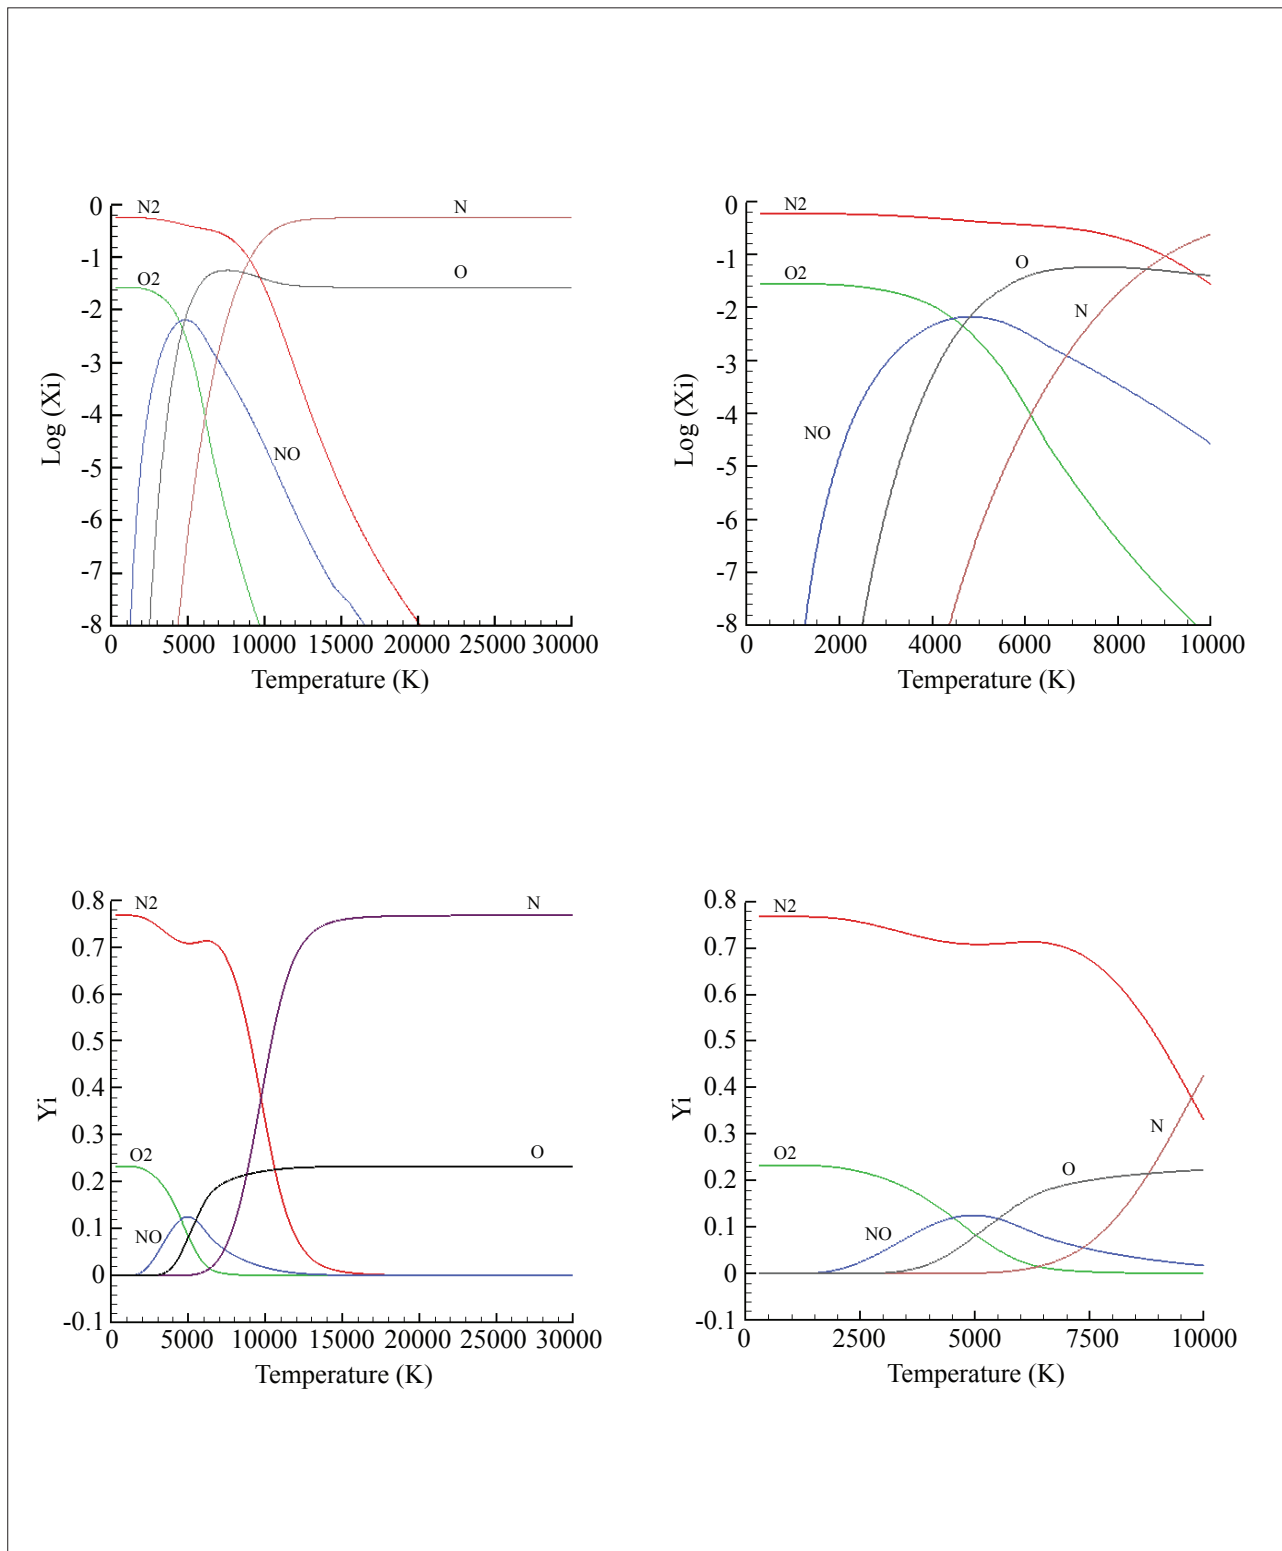 0
-1
-2
-3
-4
-5
-6
-7
-8
Log (Xi)
N2
O2
N
O
NO
0 5000 10000 15000 20000 25000 30000
Temperature (K)
0
-1
-2
-3
-4
-5
-6
-7
-8
Log (Xi)
N2
O2
O
N
NO
0 2000 4000 6000 8000 10000
Temperature (K)
0.8
0.7
0.6
0.5
0.4
0.3
0.2
0.1
0
-0.1
Yi
N2
N
O2
O
NO
0 5000 10000 15000 20000 25000 30000
Temperature (K)
0.8
0.7
0.6
0.5
0.4
0.3
0.2
0.1
0
-0.1
Yi
N2
N
O2
O
NO
0 2500 5000 7500 10000
Temperature (K)